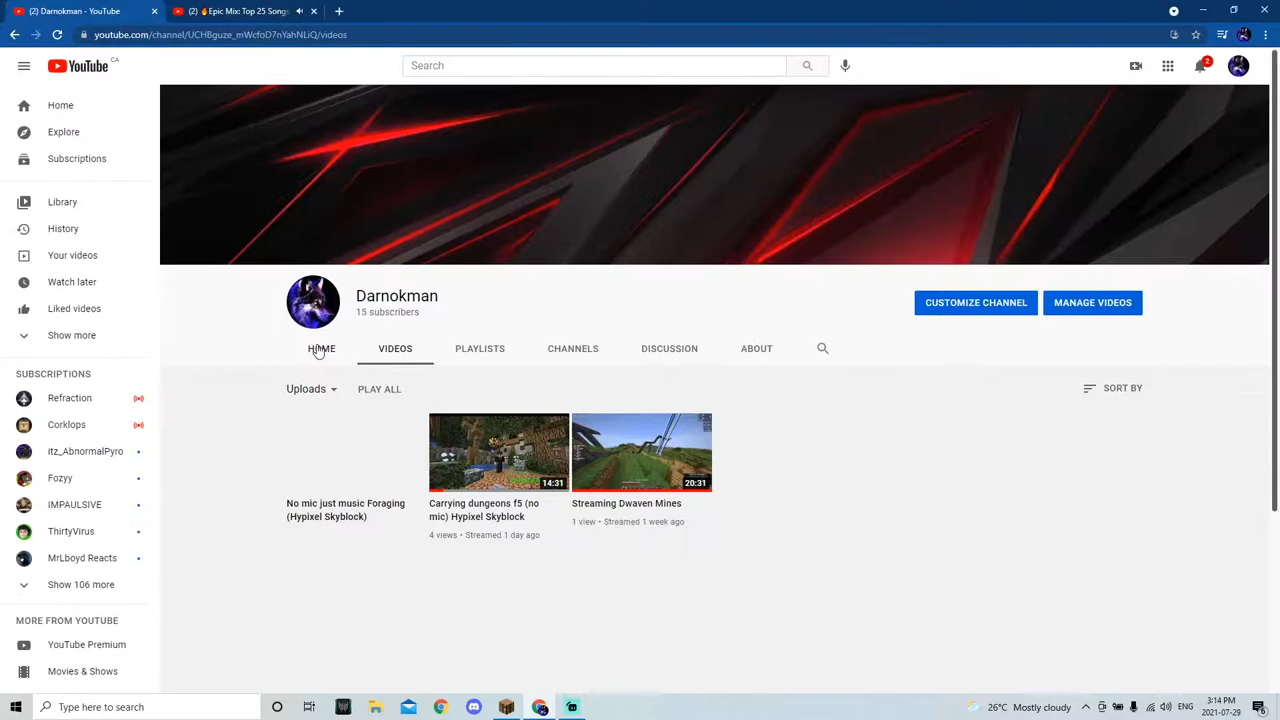 (2) Darnokman - YouTube
(2) 🔥Epic Mix: Top 25 Songs
youtube.com/channel/UCHBguze_mWcfoD7nYahNLiQ/videos
YouTube CA
Search
2
Home
Explore
Subscriptions
Library
History
Your videos
Watch later
Liked videos
Show more
SUBSCRIPTIONS
Refraction
Corklops
itz_AbnormalPyro
Fozyy
IMPAULSIVE
ThirtyVirus
MrLboyd Reacts
Show 106 more
MORE FROM YOUTUBE
YouTube Premium
Movies & Shows
Darnokman
15 subscribers
CUSTOMIZE CHANNEL
MANAGE VIDEOS
HOME
VIDEOS
PLAYLISTS
CHANNELS
DISCUSSION
ABOUT
Uploads
PLAY ALL
SORT BY
No mic just music Foraging
(Hypixel Skyblock)
14:31
Carrying dungeons f5 (no
mic) Hypixel Skyblock
4 views • Streamed 1 day ago
20:31
Streaming Dwaven Mines
1 view • Streamed 1 week ago
Type here to search
26°C Mostly cloudy
3:14 PM
2021-07-29
6